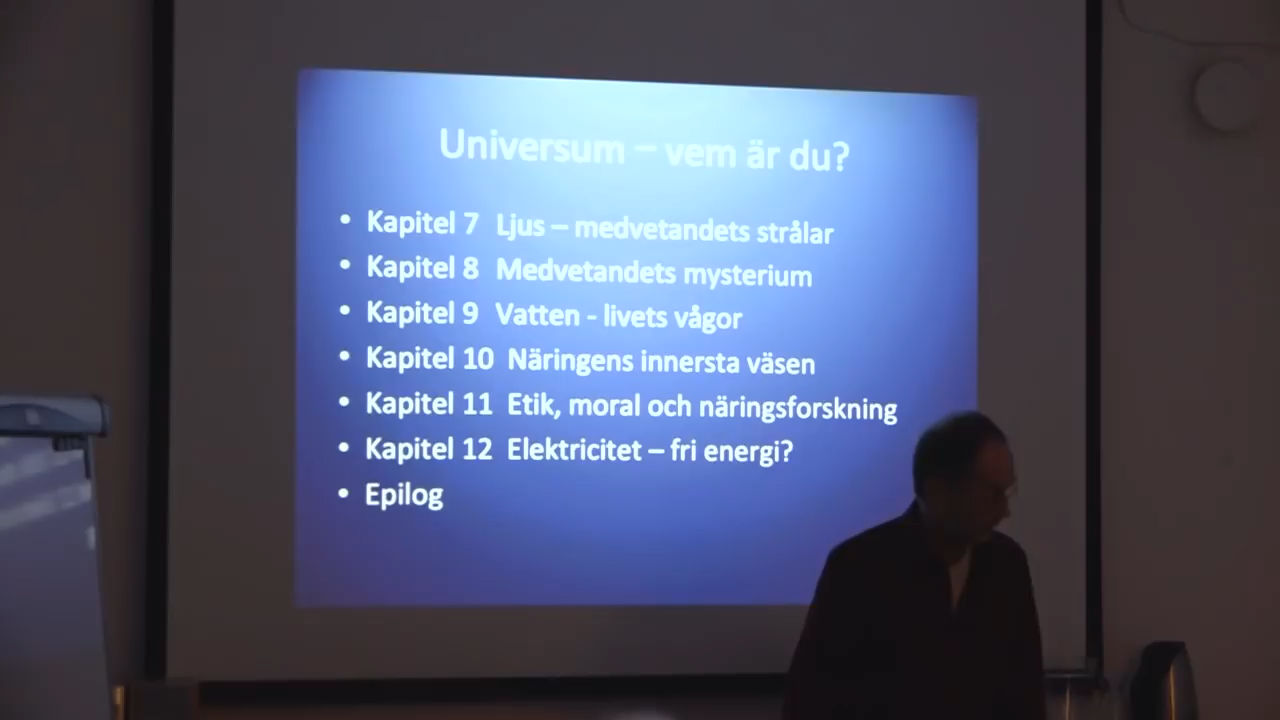 Universum – vem är du?
• Kapitel 7 Ljus – medvetandets strålar
• Kapitel 8 Medvetandets mysterium
• Kapitel 9 Vatten - livets vågor
• Kapitel 10 Näringens innersta väsen
• Kapitel 11 Etik, moral och näringsforskning
• Kapitel 12 Elektricitet – fri energi?
• Epilog